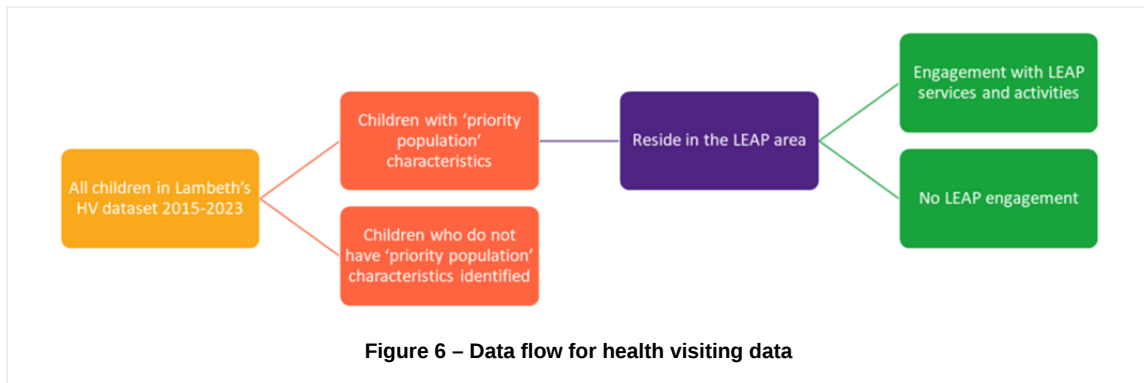 All children in Lambeth's
HV dataset 2015-2023
Children with 'priority
population'
characteristics
Children who do not
have 'priority population'
characteristics identified
Reside in the LEAP area
Engagement with LEAP
services and activities
No LEAP engagement
Figure 6 – Data flow for health visiting data